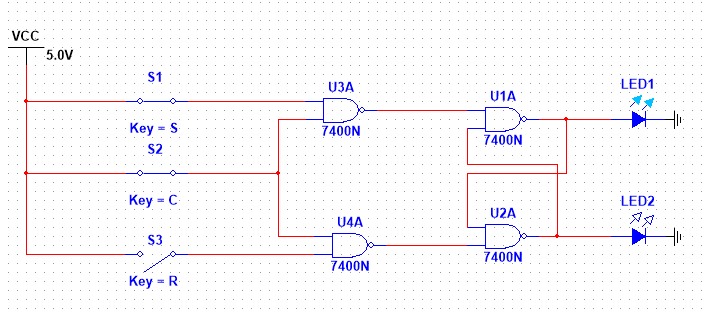 VCC
5.0V
S1
Key = S
U3A
7400N
U1A
7400N
LED1
S2
Key = C
S3
Key = R
U4A
7400N
U2A
7400N
LED2